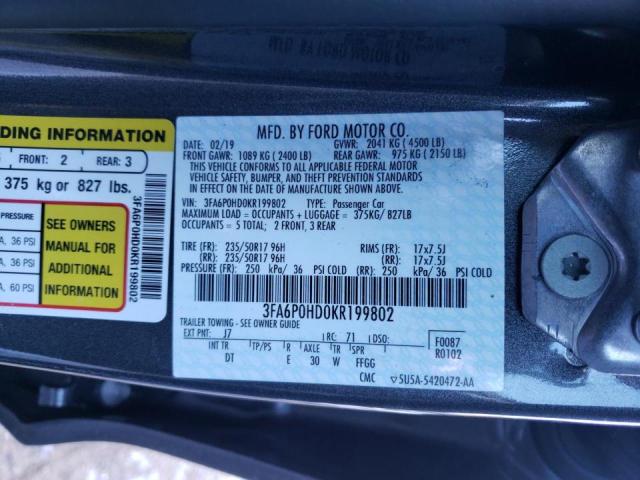 DING INFORMATION
FRONT: 2 REAR: 3
375 kg or 827 lbs.
PRESSURE
36 PSI
36 PSI
60 PSI
SEE OWNERS
MANUAL FOR
ADDITIONAL
INFORMATION
3FA6P0HD0KR199802
MFD. BY FORD MOTOR CO.
02/19 GVWR: 2041 KG ( 4500 LB)
FRONT GAWR: 1089 KG ( 2400 LB) REAR GAWR: 975 KG ( 2150 LB)
THIS VEHICLE CONFORMS TO ALL APPLICABLE FEDERAL MOTOR
VEHICLE SAFETY, BUMPER, AND THEFT PREVENTION STANDARDS
IN EFFECT ON THE DATE OF MANUFACTURE SHOWN ABOVE.
VIN: 3FA6P0HD0KR199802 TYPE: Passenger Car
MAXIMUM LOAD = OCCUPANTS + LUGGAGE = 375KG/ 827LB
OCCUPANTS = 5 TOTAL: 2 FRONT, 3 REAR
TIRE (FR): 235/50R17 96H RIMS (FR): 17x7.5J
(RR): 235/50R17 96H (RR): 17x7.5J
PRESSURE (FR): 250 kPa/ 36 PSI COLD (RR): 250 kPa/ 36 PSI COLD
3FA6P0HD0KR199802
TRAILER TOWING - SEE OWNER GUIDE
EXT PNT: J7 RC: 71 DSO:
F0087
R0102
INT TR TP/PS R AXLE TR SPR
DT E 30 W FFGG
CMC 5U5A-5420472-AA